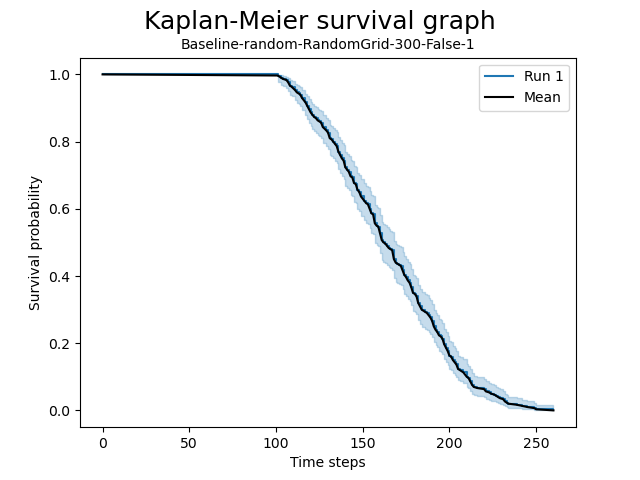 Kaplan-Meier survival graph
Baseline-random-RandomGrid-300-False-1
Run 1
Mean
Survival probability
1.0
0.8
0.6
0.4
0.2
0.0
0 50 100 150 200 250
Time steps